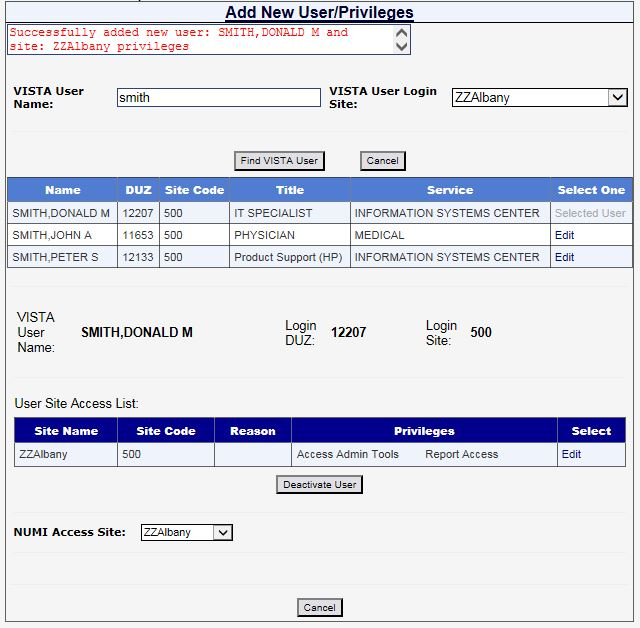 Add New User/Privileges
Successfully added new user: SMITH,DONALD M and
site: ZZAlbany privileges
VISTA User
Name:
smith
VISTA User Login
Site:
ZZAlbany
Find VISTA User
Cancel
Name DUZ Site Code Title Service Select One
SMITH,DONALD M 12207 500 IT SPECIALIST INFORMATION SYSTEMS CENTER Selected User
SMITH,JOHN A 11653 500 PHYSICIAN MEDICAL Edit
SMITH,PETER S 12133 500 Product Support (HP) INFORMATION SYSTEMS CENTER Edit
VISTA
User
Name:
SMITH,DONALD M
Login
DUZ:
12207
Login
Site:
500
User Site Access List:
Site Name Site Code Reason Privileges Select
ZZAlbany 500 Access Admin Tools Report Access Edit
Deactivate User
NUMI Access Site: ZZAlbany
Cancel